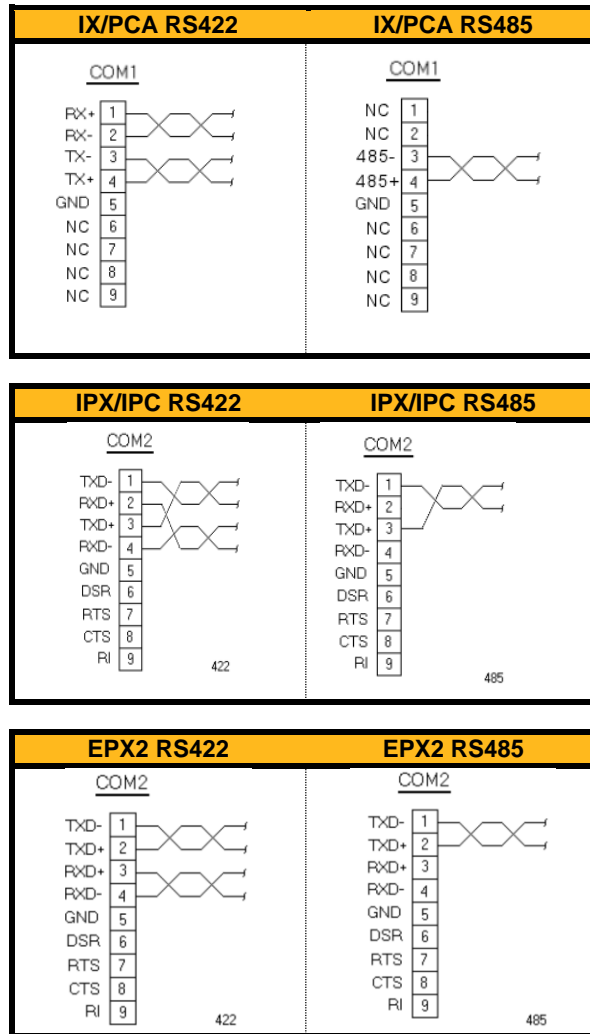 IX/PCA RS422 IX/PCA RS485
COM1
RX+ 1
RX- 2
TX- 3
TX+ 4
GND 5
NC 6
NC 7
NC 8
NC 9
COM1
NC 1
NC 2
485- 3
485+ 4
GND 5
NC 6
NC 7
NC 8
NC 9
IPX/IPC RS422 IPX/IPC RS485
COM2
TXD- 1
RXD+ 2
TXD+ 3
RXD- 4
GND 5
DSR 6
RTS 7
CTS 8
RI 9
422
COM2
TXD- 1
RXD+ 2
TXD+ 3
RXD- 4
GND 5
DSR 6
RTS 7
CTS 8
RI 9
485
EPX2 RS422 EPX2 RS485
COM2
TXD- 1
TXD+ 2
RXD+ 3
RXD- 4
GND 5
DSR 6
RTS 7
CTS 8
RI 9
422
COM2
TXD- 1
TXD+ 2
RXD+ 3
RXD- 4
GND 5
DSR 6
RTS 7
CTS 8
RI 9
485